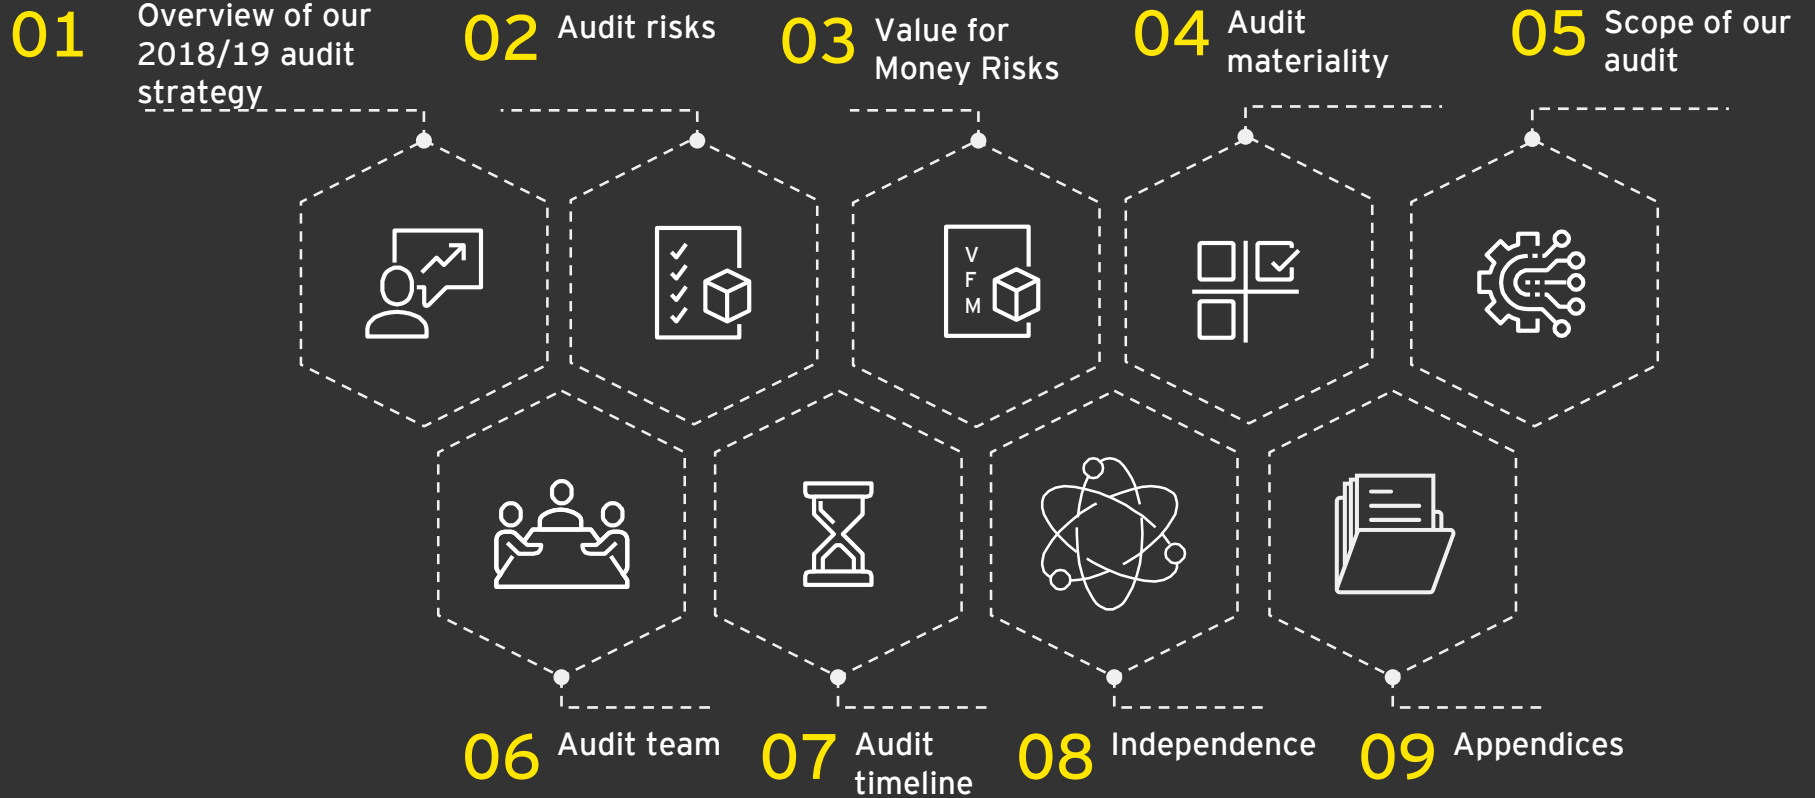 01
Overview of our
2018/19 audit
strategy
02
Audit risks
03
Value for
Money Risks
04
Audit
materiality
05
Scope of our
audit
V
F
M
06
Audit team
07
Audit
timeline
08
Independence
09
Appendices